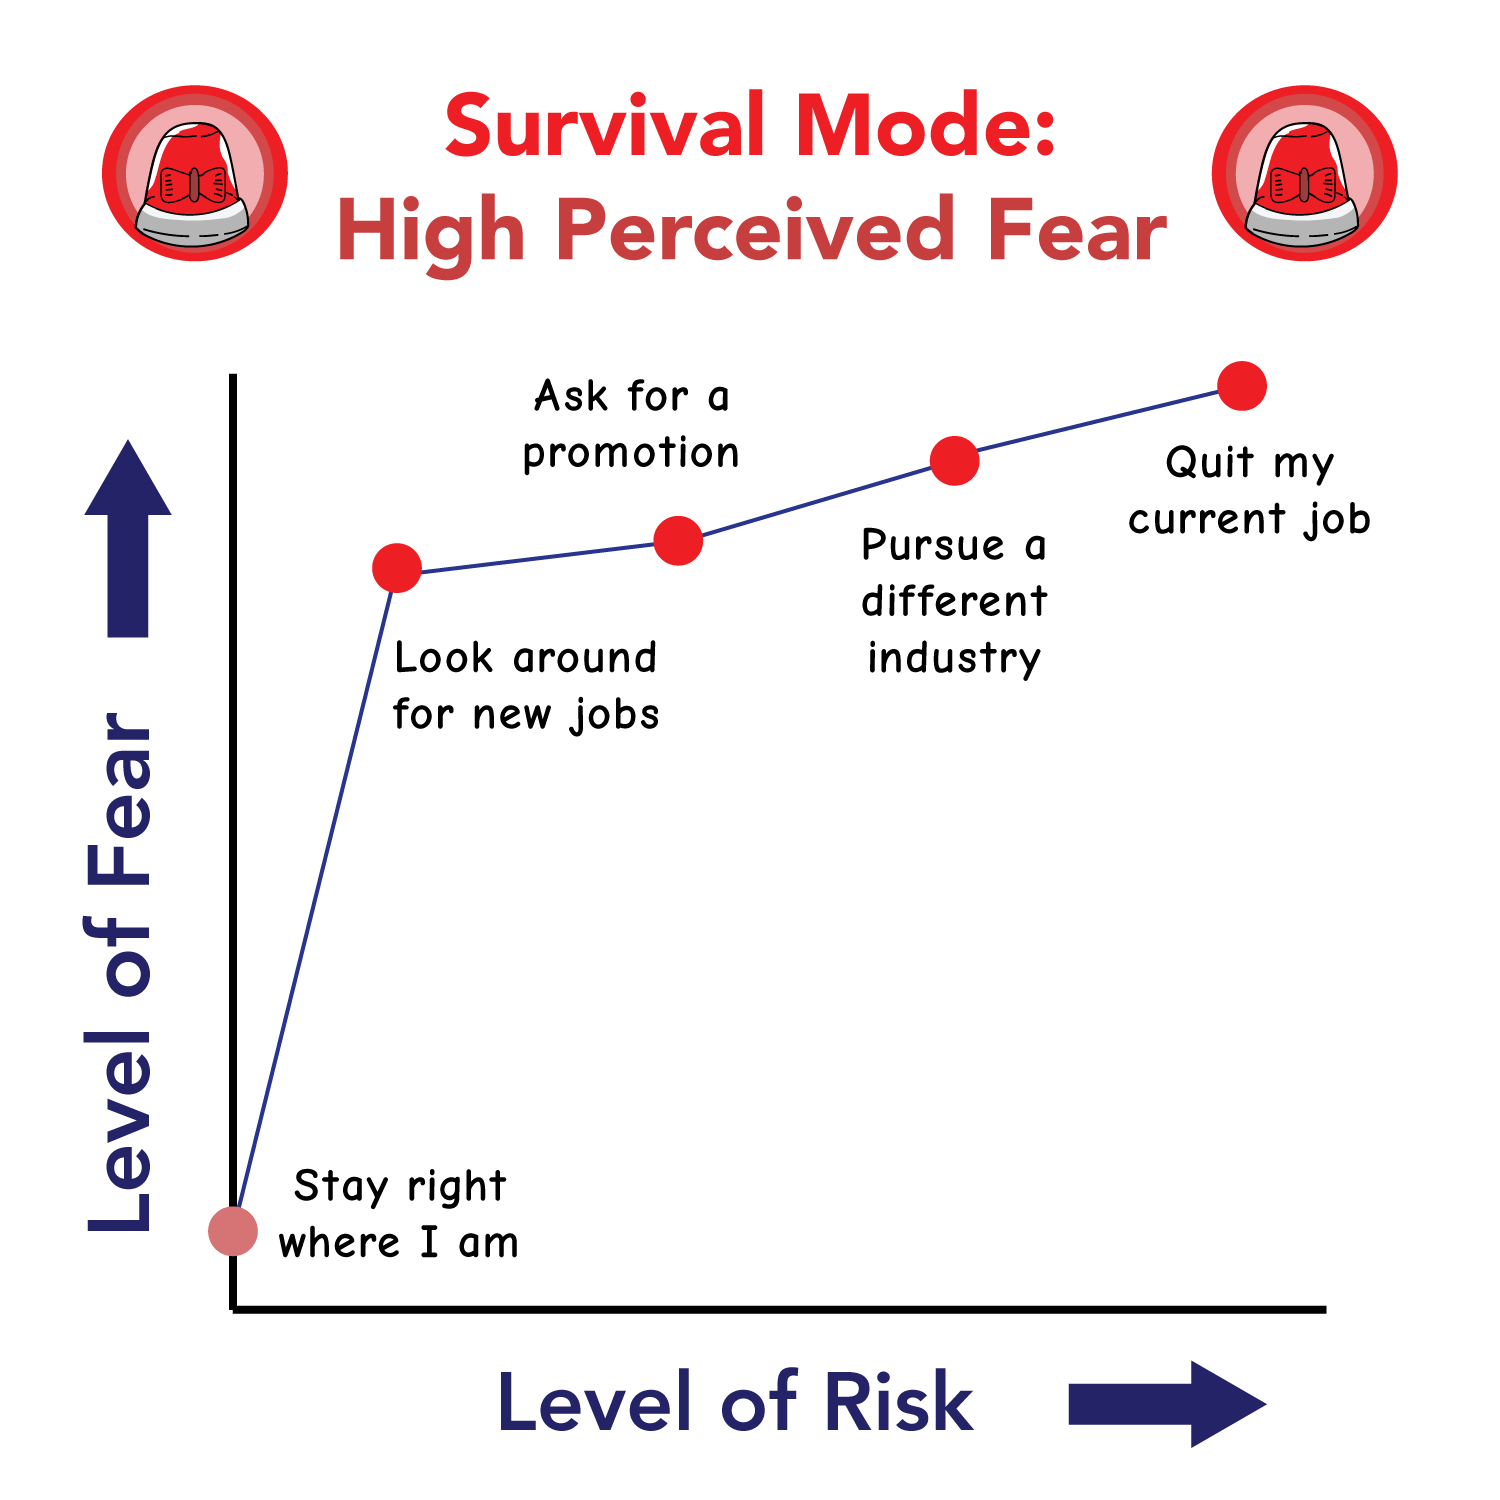 Survival Mode:
High Perceived Fear
Ask for a
promotion
Quit my
current job
Pursue a
different
industry
Look around
for new jobs
Level of Fear
Stay right
where I am
Level of Risk